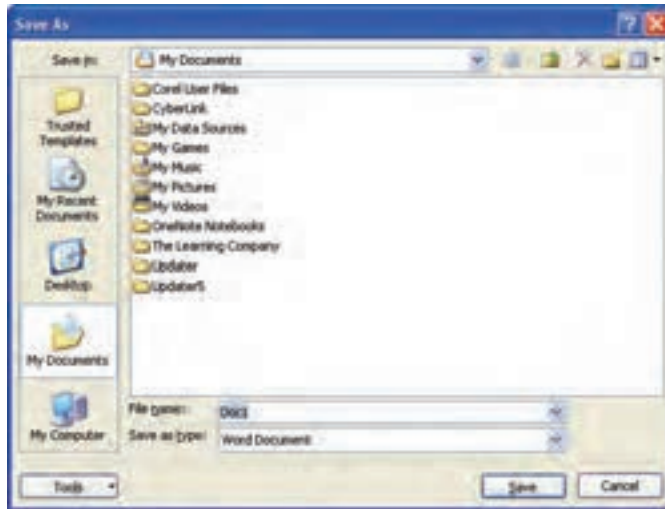 Save As
Save in: My Documents
Trusted Templates
My Recent Documents
Desktop
My Documents
My Computer
Corel User Files
CyberLink
My Data Sources
My Games
My Music
My Pictures
My Videos
OneNote Notebooks
The Learning Company
Updater
Updater5
File name: Doc1
Save as type: Word Document
Tools
Save
Cancel